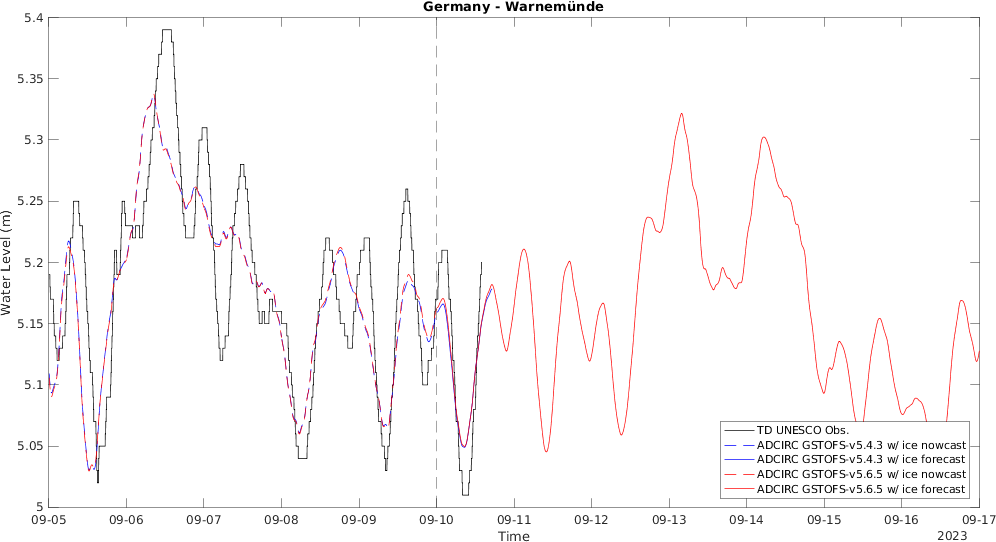 Germany - Warnemünde
5.4
5.35
5.3
5.25
5.2
5.15
5.1
5.05
5
Water Level (m)
09-05 09-06 09-07 09-08 09-09 09-10 09-11 09-12 09-13 09-14 09-15 09-16 09-17
Time
2023
TD UNESCO Obs.
ADCIRC GSTOFS-v5.4.3 w/ ice nowcast
ADCIRC GSTOFS-v5.4.3 w/ ice forecast
ADCIRC GSTOFS-v5.6.5 w/ ice nowcast
ADCIRC GSTOFS-v5.6.5 w/ ice forecast